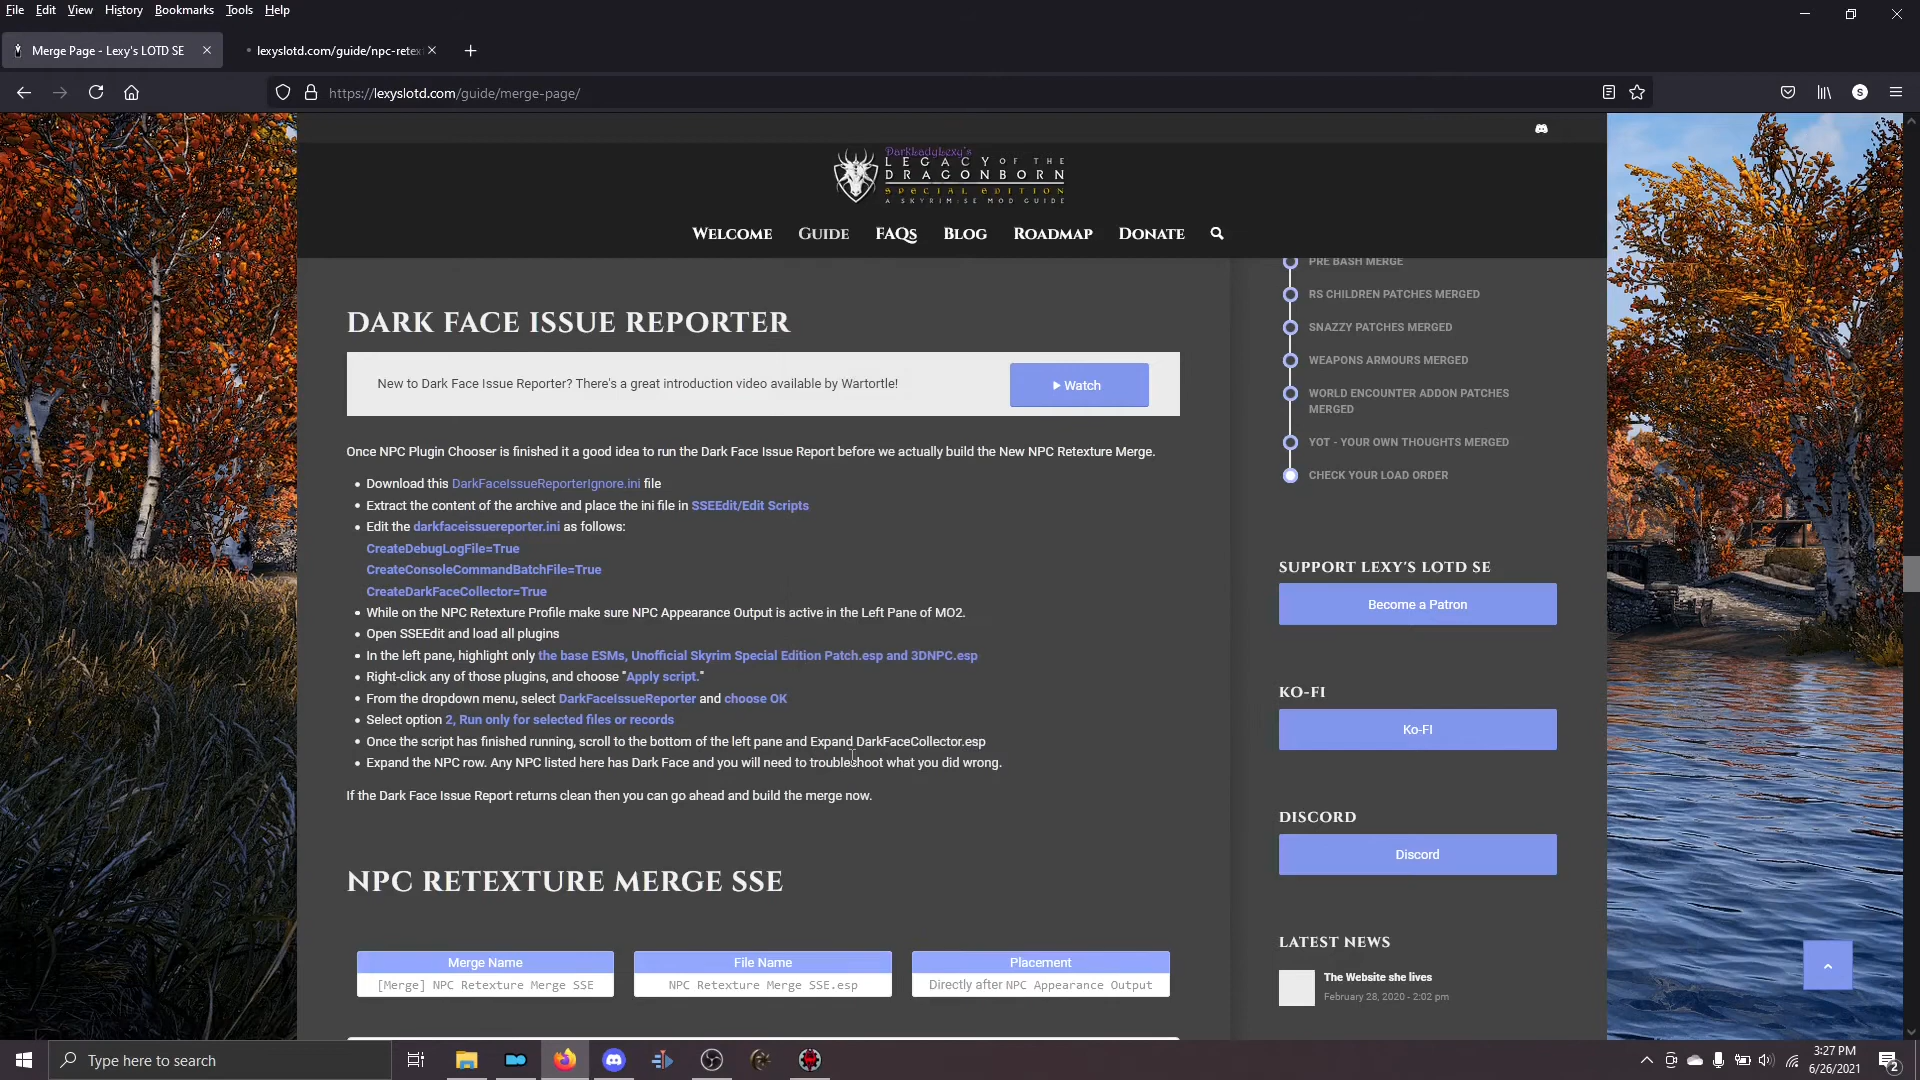 File Edit View History Bookmarks Tools Help
Merge Page - Lexy's LOTD SE
lexyslotd.com/guide/npc-retex
https://lexyslotd.com/guide/merge-page/
DarkLadyLexy's
LEGACY OF THE
DRAGONBORN
SPECIAL EDITION
A SKYRIM:SE MOD GUIDE
WELCOME GUIDE FAQS BLOG ROADMAP DONATE
DARK FACE ISSUE REPORTER
New to Dark Face Issue Reporter? There's a great introduction video available by Wartortle!
Watch
Once NPC Plugin Chooser is finished it a good idea to run the Dark Face Issue Report before we actually build the New NPC Retexture Merge.
• Download this DarkFaceIssueReporterIgnore.ini file
• Extract the content of the archive and place the ini file in SSEEdit/Edit Scripts
• Edit the darkfaceissuereporter.ini as follows:
CreateDebugLogFile=True
CreateConsoleCommandBatchFile=True
CreateDarkFaceCollector=True
• While on the NPC Retexture Profile make sure NPC Appearance Output is active in the Left Pane of MO2.
• Open SSEEdit and load all plugins
• In the left pane, highlight only the base ESMs, Unofficial Skyrim Special Edition Patch.esp and 3DNPC.esp
• Right-click any of those plugins, and choose "Apply script."
• From the dropdown menu, select DarkFaceIssueReporter and choose OK
• Select option 2, Run only for selected files or records
• Once the script has finished running, scroll to the bottom of the left pane and Expand DarkFaceCollector.esp
• Expand the NPC row. Any NPC listed here has Dark Face and you will need to troubleshoot what you did wrong.
If the Dark Face Issue Report returns clean then you can go ahead and build the merge now.
NPC RETEXTURE MERGE SSE
Merge Name
[Merge] NPC Retexture Merge SSE
File Name
NPC Retexture Merge SSE.esp
Placement
Directly after NPC Appearance Output
PRE BASH MERGE
RS CHILDREN PATCHES MERGED
SNAZZY PATCHES MERGED
WEAPONS ARMOURS MERGED
WORLD ENCOUNTER ADDON PATCHES
MERGED
YOT - YOUR OWN THOUGHTS MERGED
CHECK YOUR LOAD ORDER
SUPPORT LEXY'S LOTD SE
Become a Patron
KO-FI
Ko-FI
DISCORD
Discord
LATEST NEWS
The Website she lives
February 28, 2020 - 2:02 pm
Type here to search
3:27 PM
6/26/2021
2
S